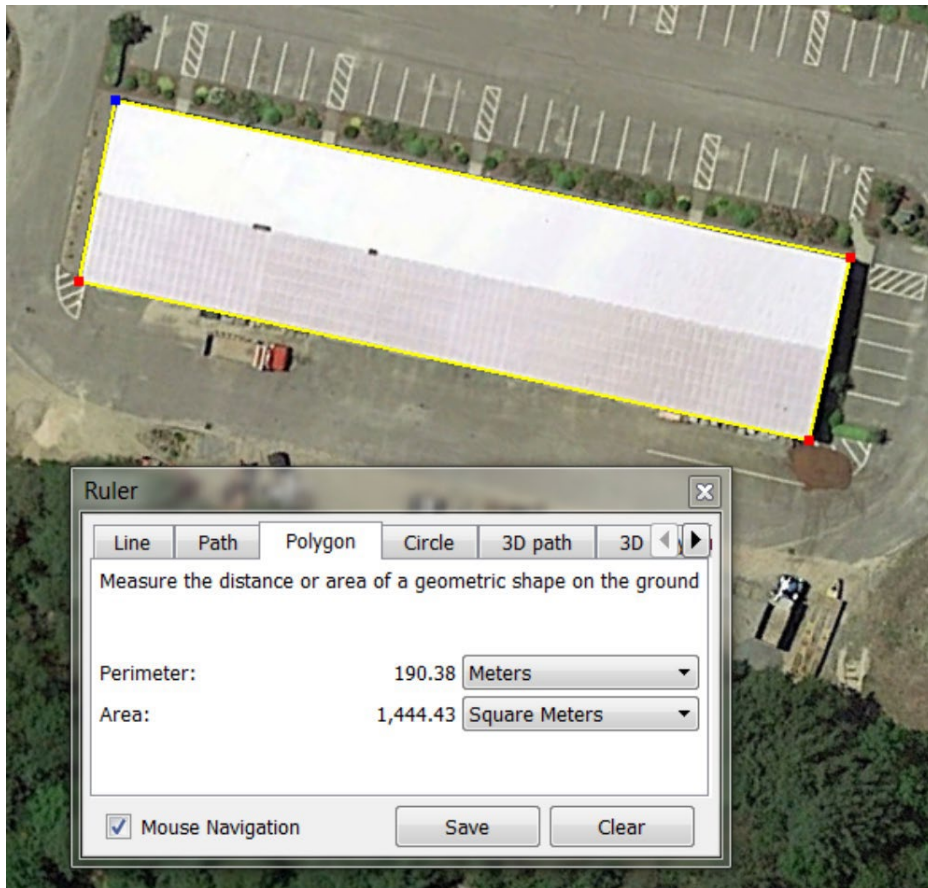 Ruler
Line Path Polygon Circle 3D path 3D
Measure the distance or area of a geometric shape on the ground
Perimeter: 190.38 Meters
Area: 1,444.43 Square Meters
Mouse Navigation Save Clear